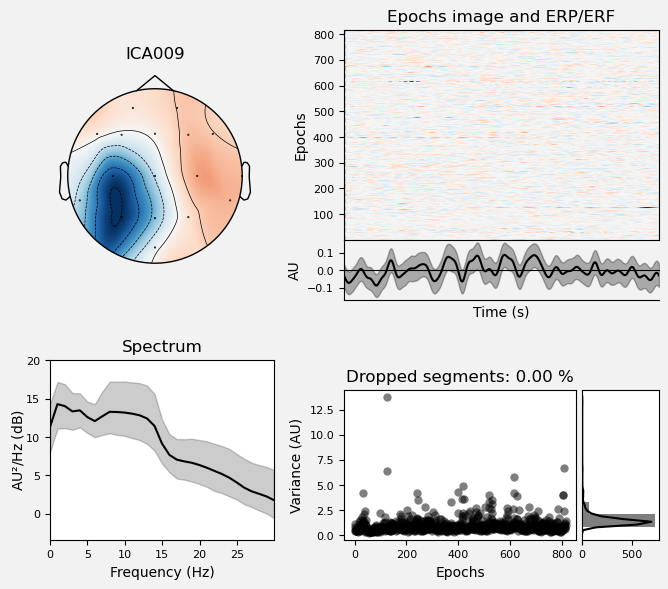 ICA009
Epochs image and ERP/ERF
Epochs
800
700
600
500
400
300
200
100
AU
0.1
0.0
−0.1
Time (s)
Spectrum
AU²/Hz (dB)
20
15
10
5
0
0 5 10 15 20 25
Frequency (Hz)
Dropped segments: 0.00 %
Variance (AU)
12.5
10.0
7.5
5.0
2.5
0.0
0 200 400 600 800
Epochs
0 500